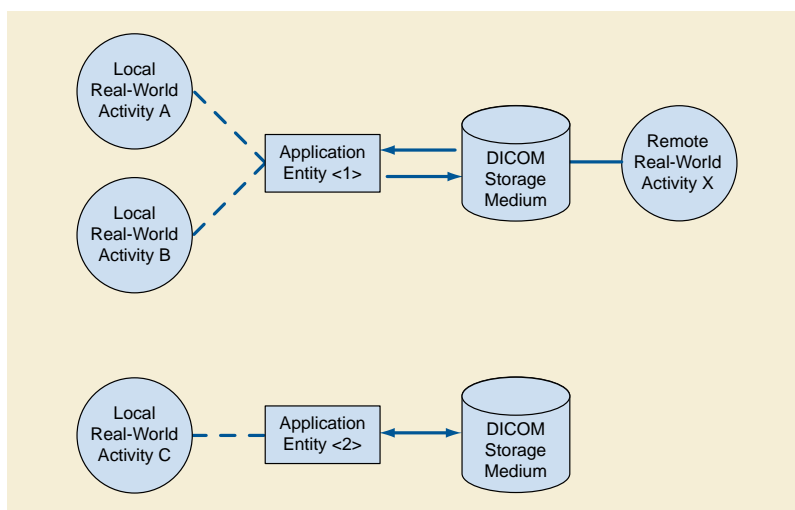 Local
Real-World
Activity A
Application
Entity <1>
DICOM
Storage
Medium
Remote
Real-World
Activity X
Local
Real-World
Activity B
Local
Real-World
Activity C
Application
Entity <2>
DICOM
Storage
Medium